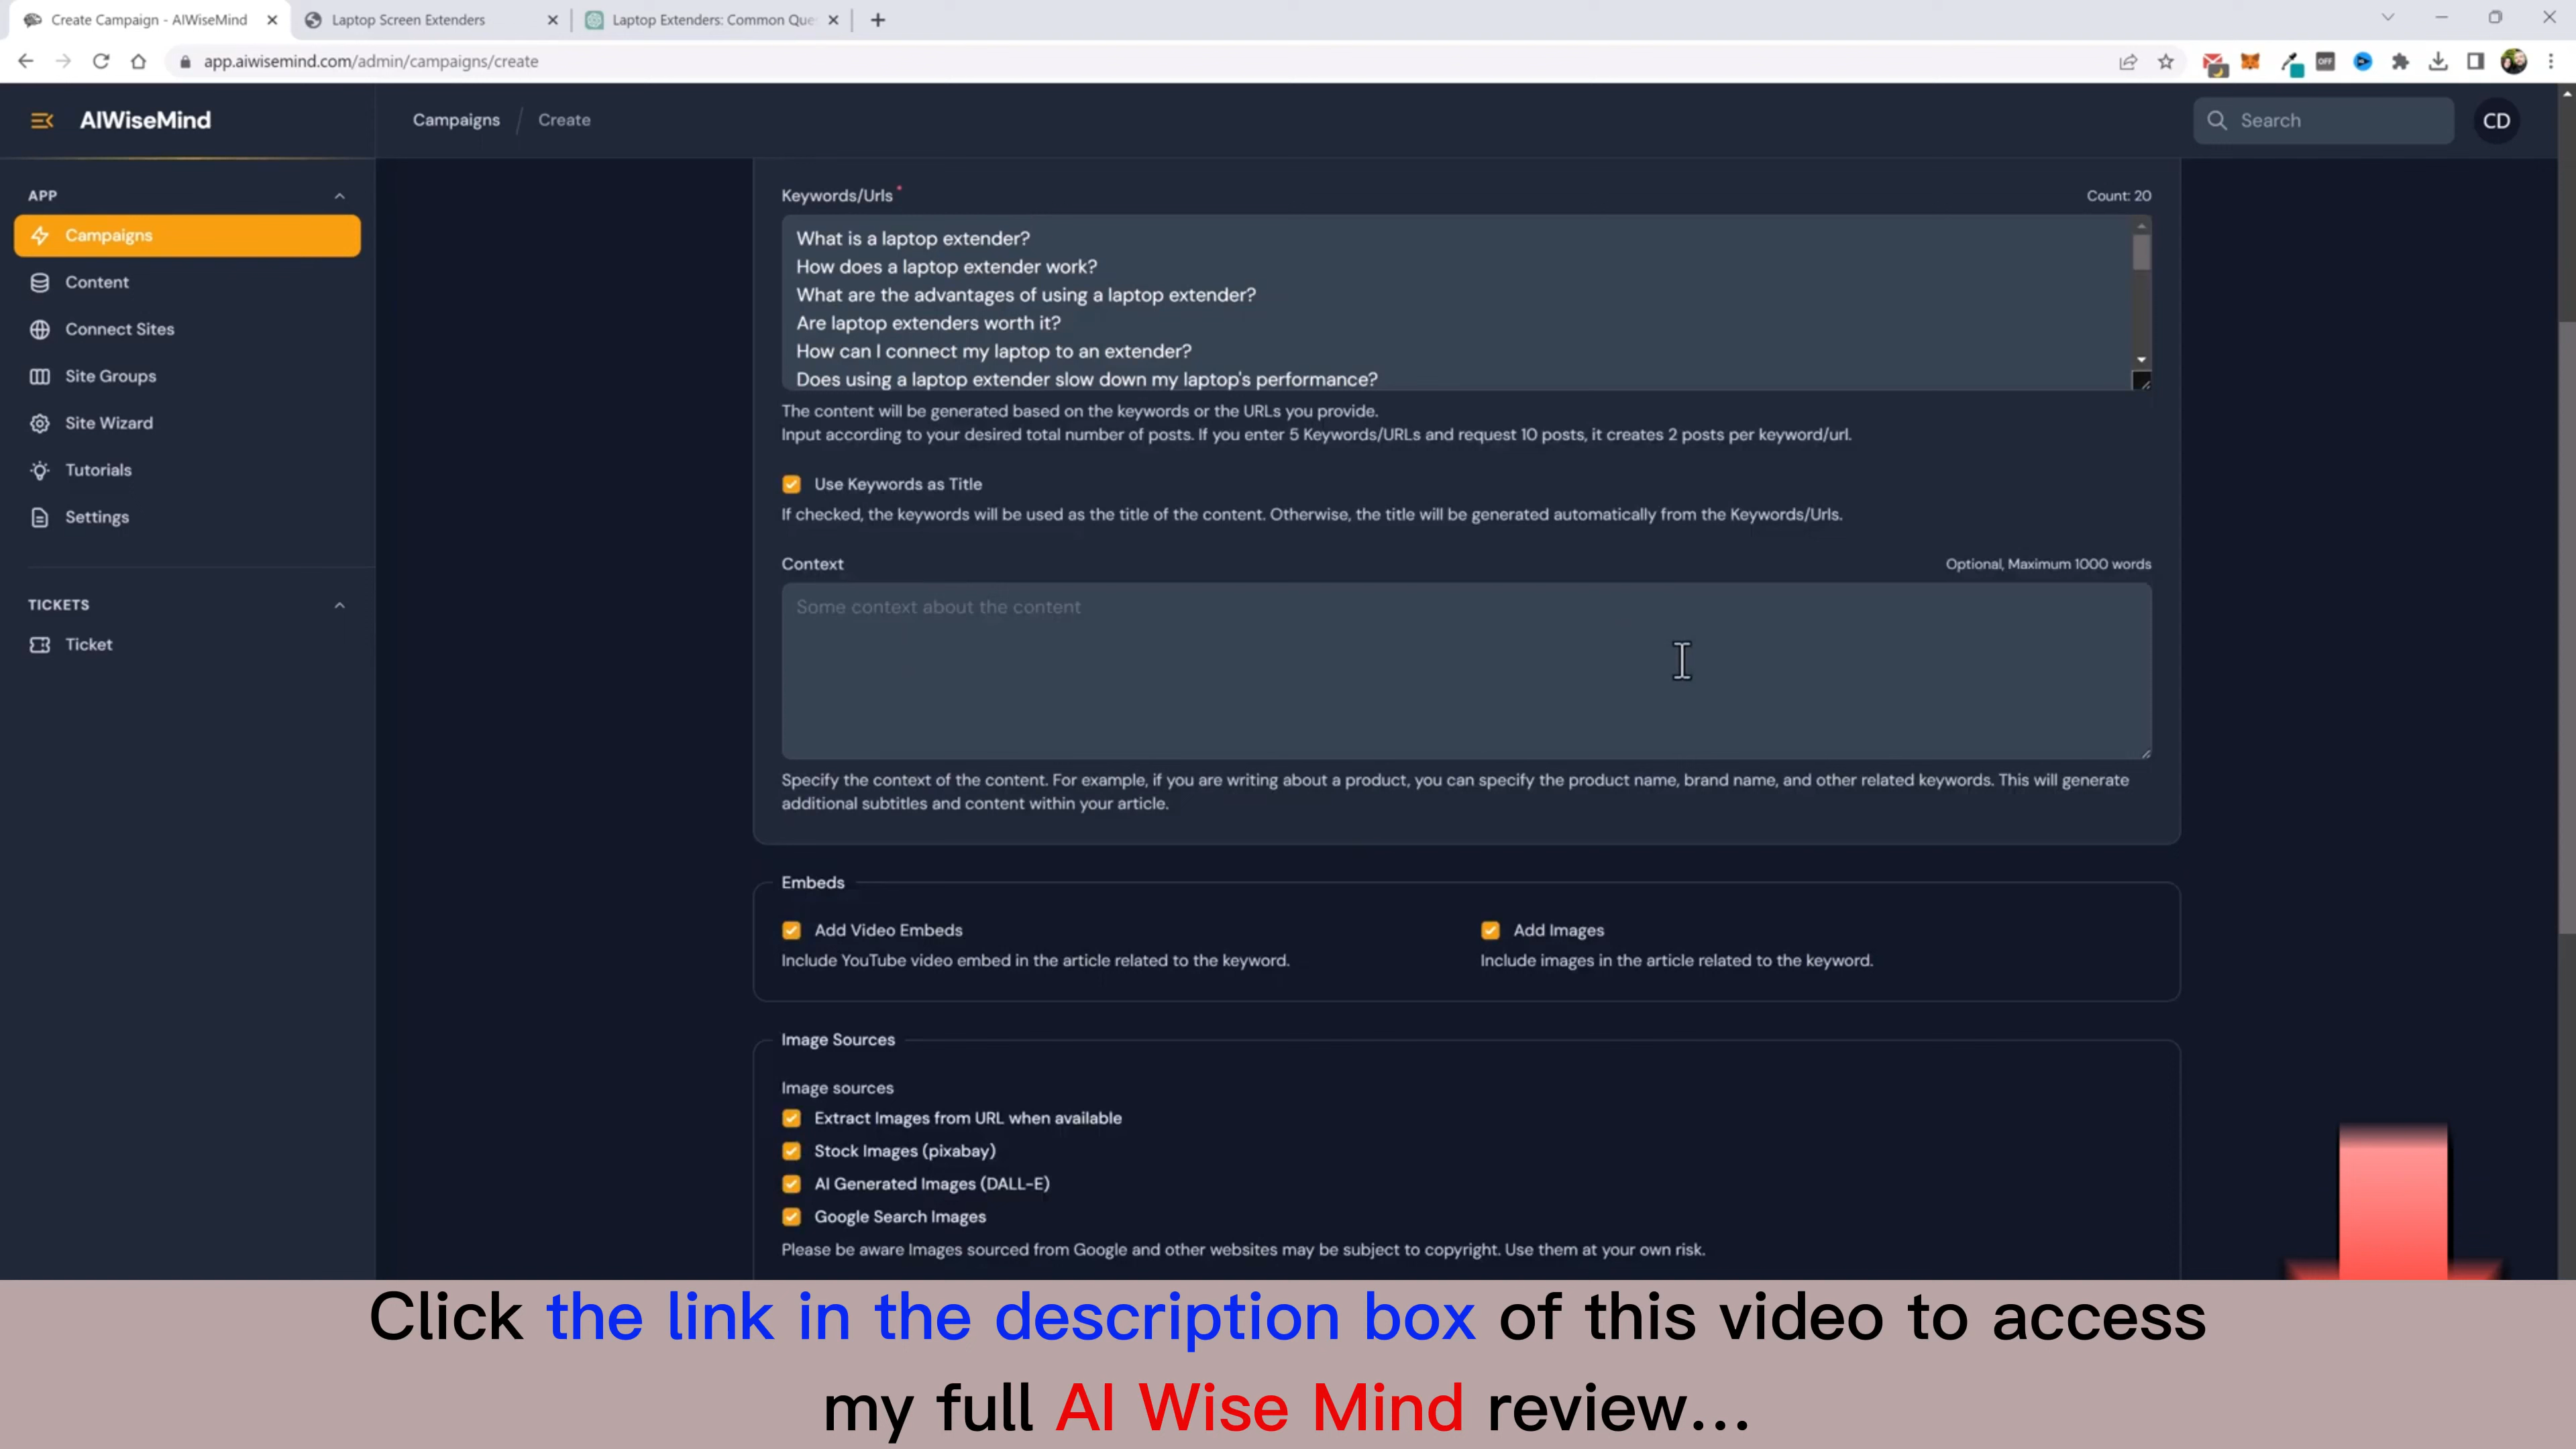 Create Campaign - AIWiseMind
Laptop Screen Extenders
Laptop Extenders: Common Que
app.aiwisemind.com/admin/campaigns/create
AIWiseMind
Campaigns / Create
Search
CD
APP
Campaigns
Content
Connect Sites
Site Groups
Site Wizard
Tutorials
Settings
TICKETS
Ticket
Keywords/Urls *
Count: 20
What is a laptop extender?
How does a laptop extender work?
What are the advantages of using a laptop extender?
Are laptop extenders worth it?
How can I connect my laptop to an extender?
Does using a laptop extender slow down my laptop's performance?
The content will be generated based on the keywords or the URLs you provide.
Input according to your desired total number of posts. If you enter 5 Keywords/URLs and request 10 posts, it creates 2 posts per keyword/url.
Use Keywords as Title
If checked, the keywords will be used as the title of the content. Otherwise, the title will be generated automatically from the Keywords/Urls.
Context
Optional, Maximum 1000 words
Some context about the content
Specify the context of the content. For example, if you are writing about a product, you can specify the product name, brand name, and other related keywords. This will generate
additional subtitles and content within your article.
Embeds
Add Video Embeds
Include YouTube video embed in the article related to the keyword.
Add Images
Include images in the article related to the keyword.
Image Sources
Image sources
Extract Images from URL when available
Stock Images (pixabay)
AI Generated Images (DALL-E)
Google Search Images
Please be aware Images sourced from Google and other websites may be subject to copyright. Use them at your own risk.
Click the link in the description box of this video to access
my full AI Wise Mind review...